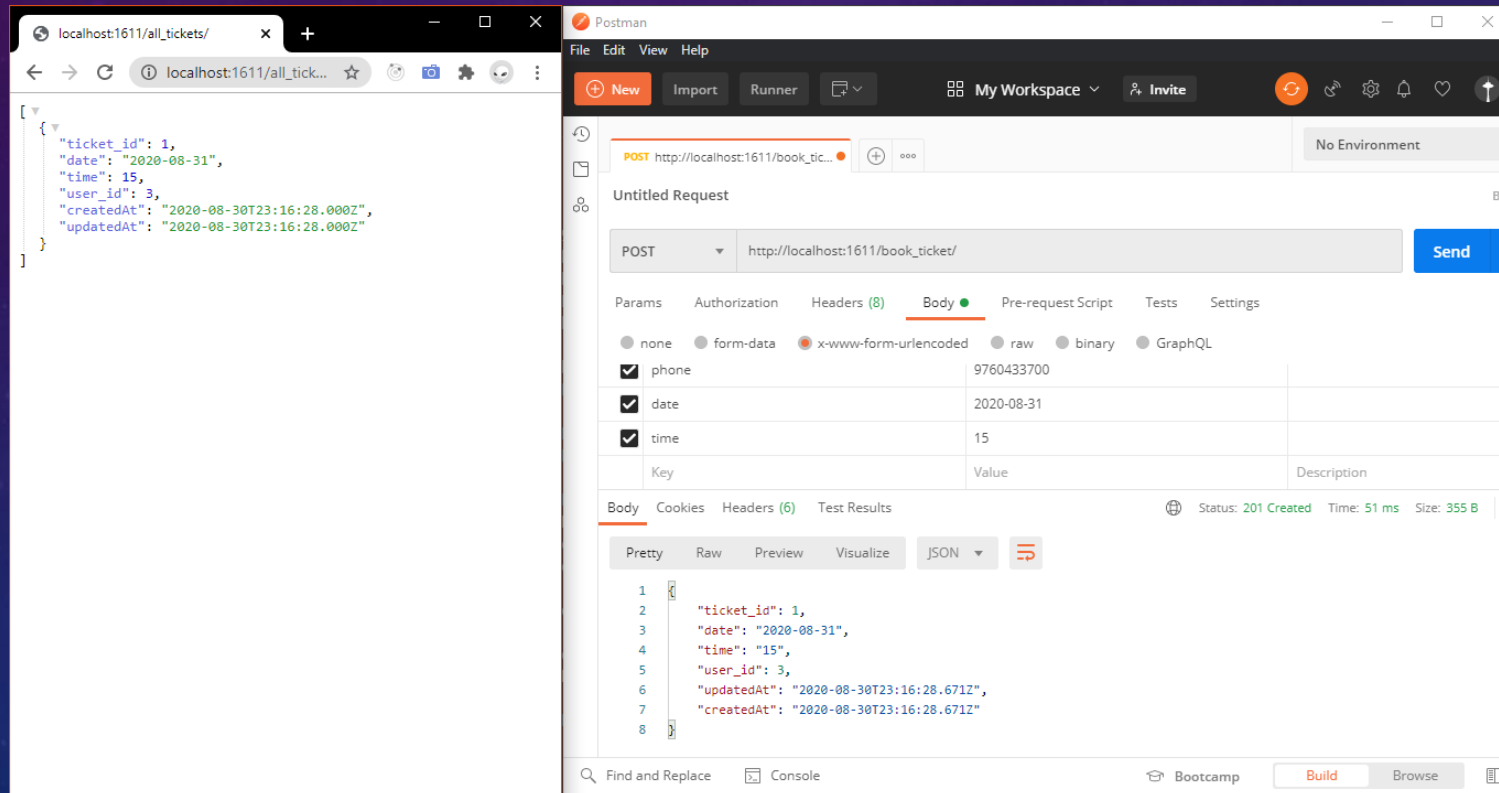 localhost:1611/all_tickets/
localhost:1611/all_tick...
[
{
"ticket_id": 1,
"date": "2020-08-31",
"time": 15,
"user_id": 3,
"createdAt": "2020-08-30T23:16:28.000Z",
"updatedAt": "2020-08-30T23:16:28.000Z"
}
]
Postman
File Edit View Help
New Import Runner My Workspace Invite
POST http://localhost:1611/book_tic... No Environment
Untitled Request
POST http://localhost:1611/book_ticket/ Send
Params Authorization Headers (8) Body Pre-request Script Tests Settings
none form-data x-www-form-urlencoded raw binary GraphQL
phone 9760433700
date 2020-08-31
time 15
Key Value Description
Body Cookies Headers (6) Test Results Status: 201 Created Time: 51 ms Size: 355 B
Pretty Raw Preview Visualize JSON
1 {
2 "ticket_id": 1,
3 "date": "2020-08-31",
4 "time": "15",
5 "user_id": 3,
6 "updatedAt": "2020-08-30T23:16:28.671Z",
7 "createdAt": "2020-08-30T23:16:28.671Z"
8 }
Find and Replace Console Bootcamp Build Browse